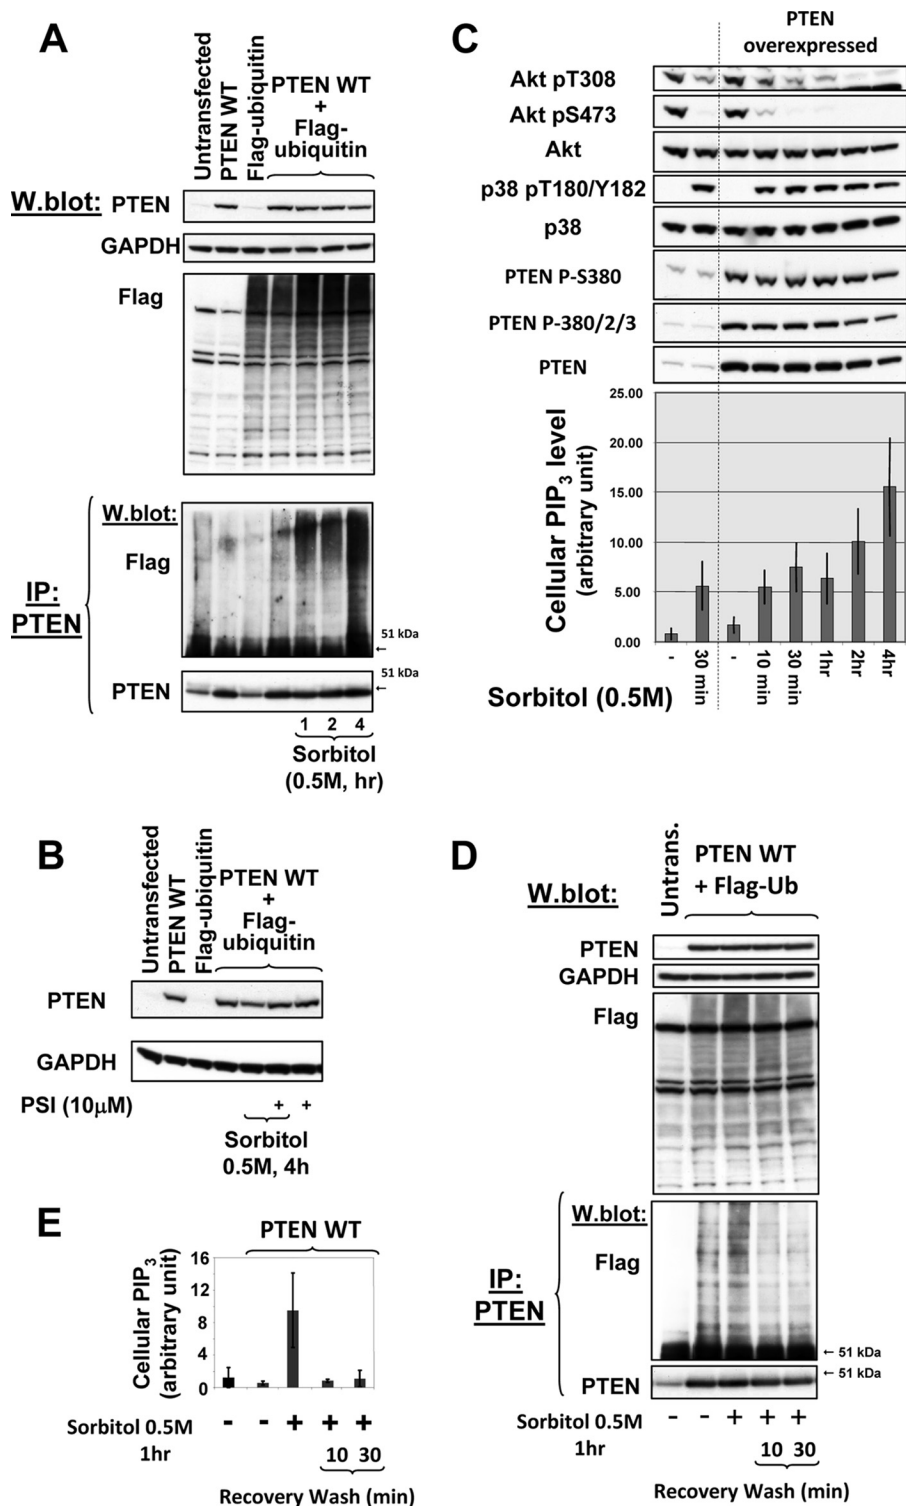 A
Untransfected
PTEN WT
Flag-ubiquitin
PTEN WT
+
Flag-
ubiquitin
W.blot:
PTEN
GAPDH
Flag
W.blot:
Flag
IP:
PTEN
51 kDa
←
51 kDa
←
PTEN
1 2 4
Sorbitol
(0.5M, hr)
C
PTEN
overexpressed
Akt pT308
Akt pS473
Akt
p38 pT180/Y182
p38
PTEN P-S380
PTEN P-380/2/3
PTEN
Cellular PIP3 level
(arbitrary unit)
25.00
20.00
15.00
10.00
5.00
0.00
-
30 min
-
10 min
30 min
1hr
2hr
4hr
Sorbitol (0.5M)
B
Untransfected
PTEN WT
Flag-ubiquitin
PTEN WT
+
Flag-
ubiquitin
PTEN
GAPDH
PSI (10μM)
+ +
Sorbitol
0.5M, 4h
D
Untrans.
PTEN WT
+ Flag-Ub
W.blot:
PTEN
GAPDH
Flag
W.blot:
Flag
IP:
PTEN
← 51 kDa
← 51 kDa
PTEN
Sorbitol 0.5M - - + + +
1hr 10 30
Recovery Wash (min)
E
PTEN WT
Cellular PIP3
(arbitrary unit)
16
12
8
4
0
Sorbitol 0.5M - - + + +
1hr 10 30
Recovery Wash (min)